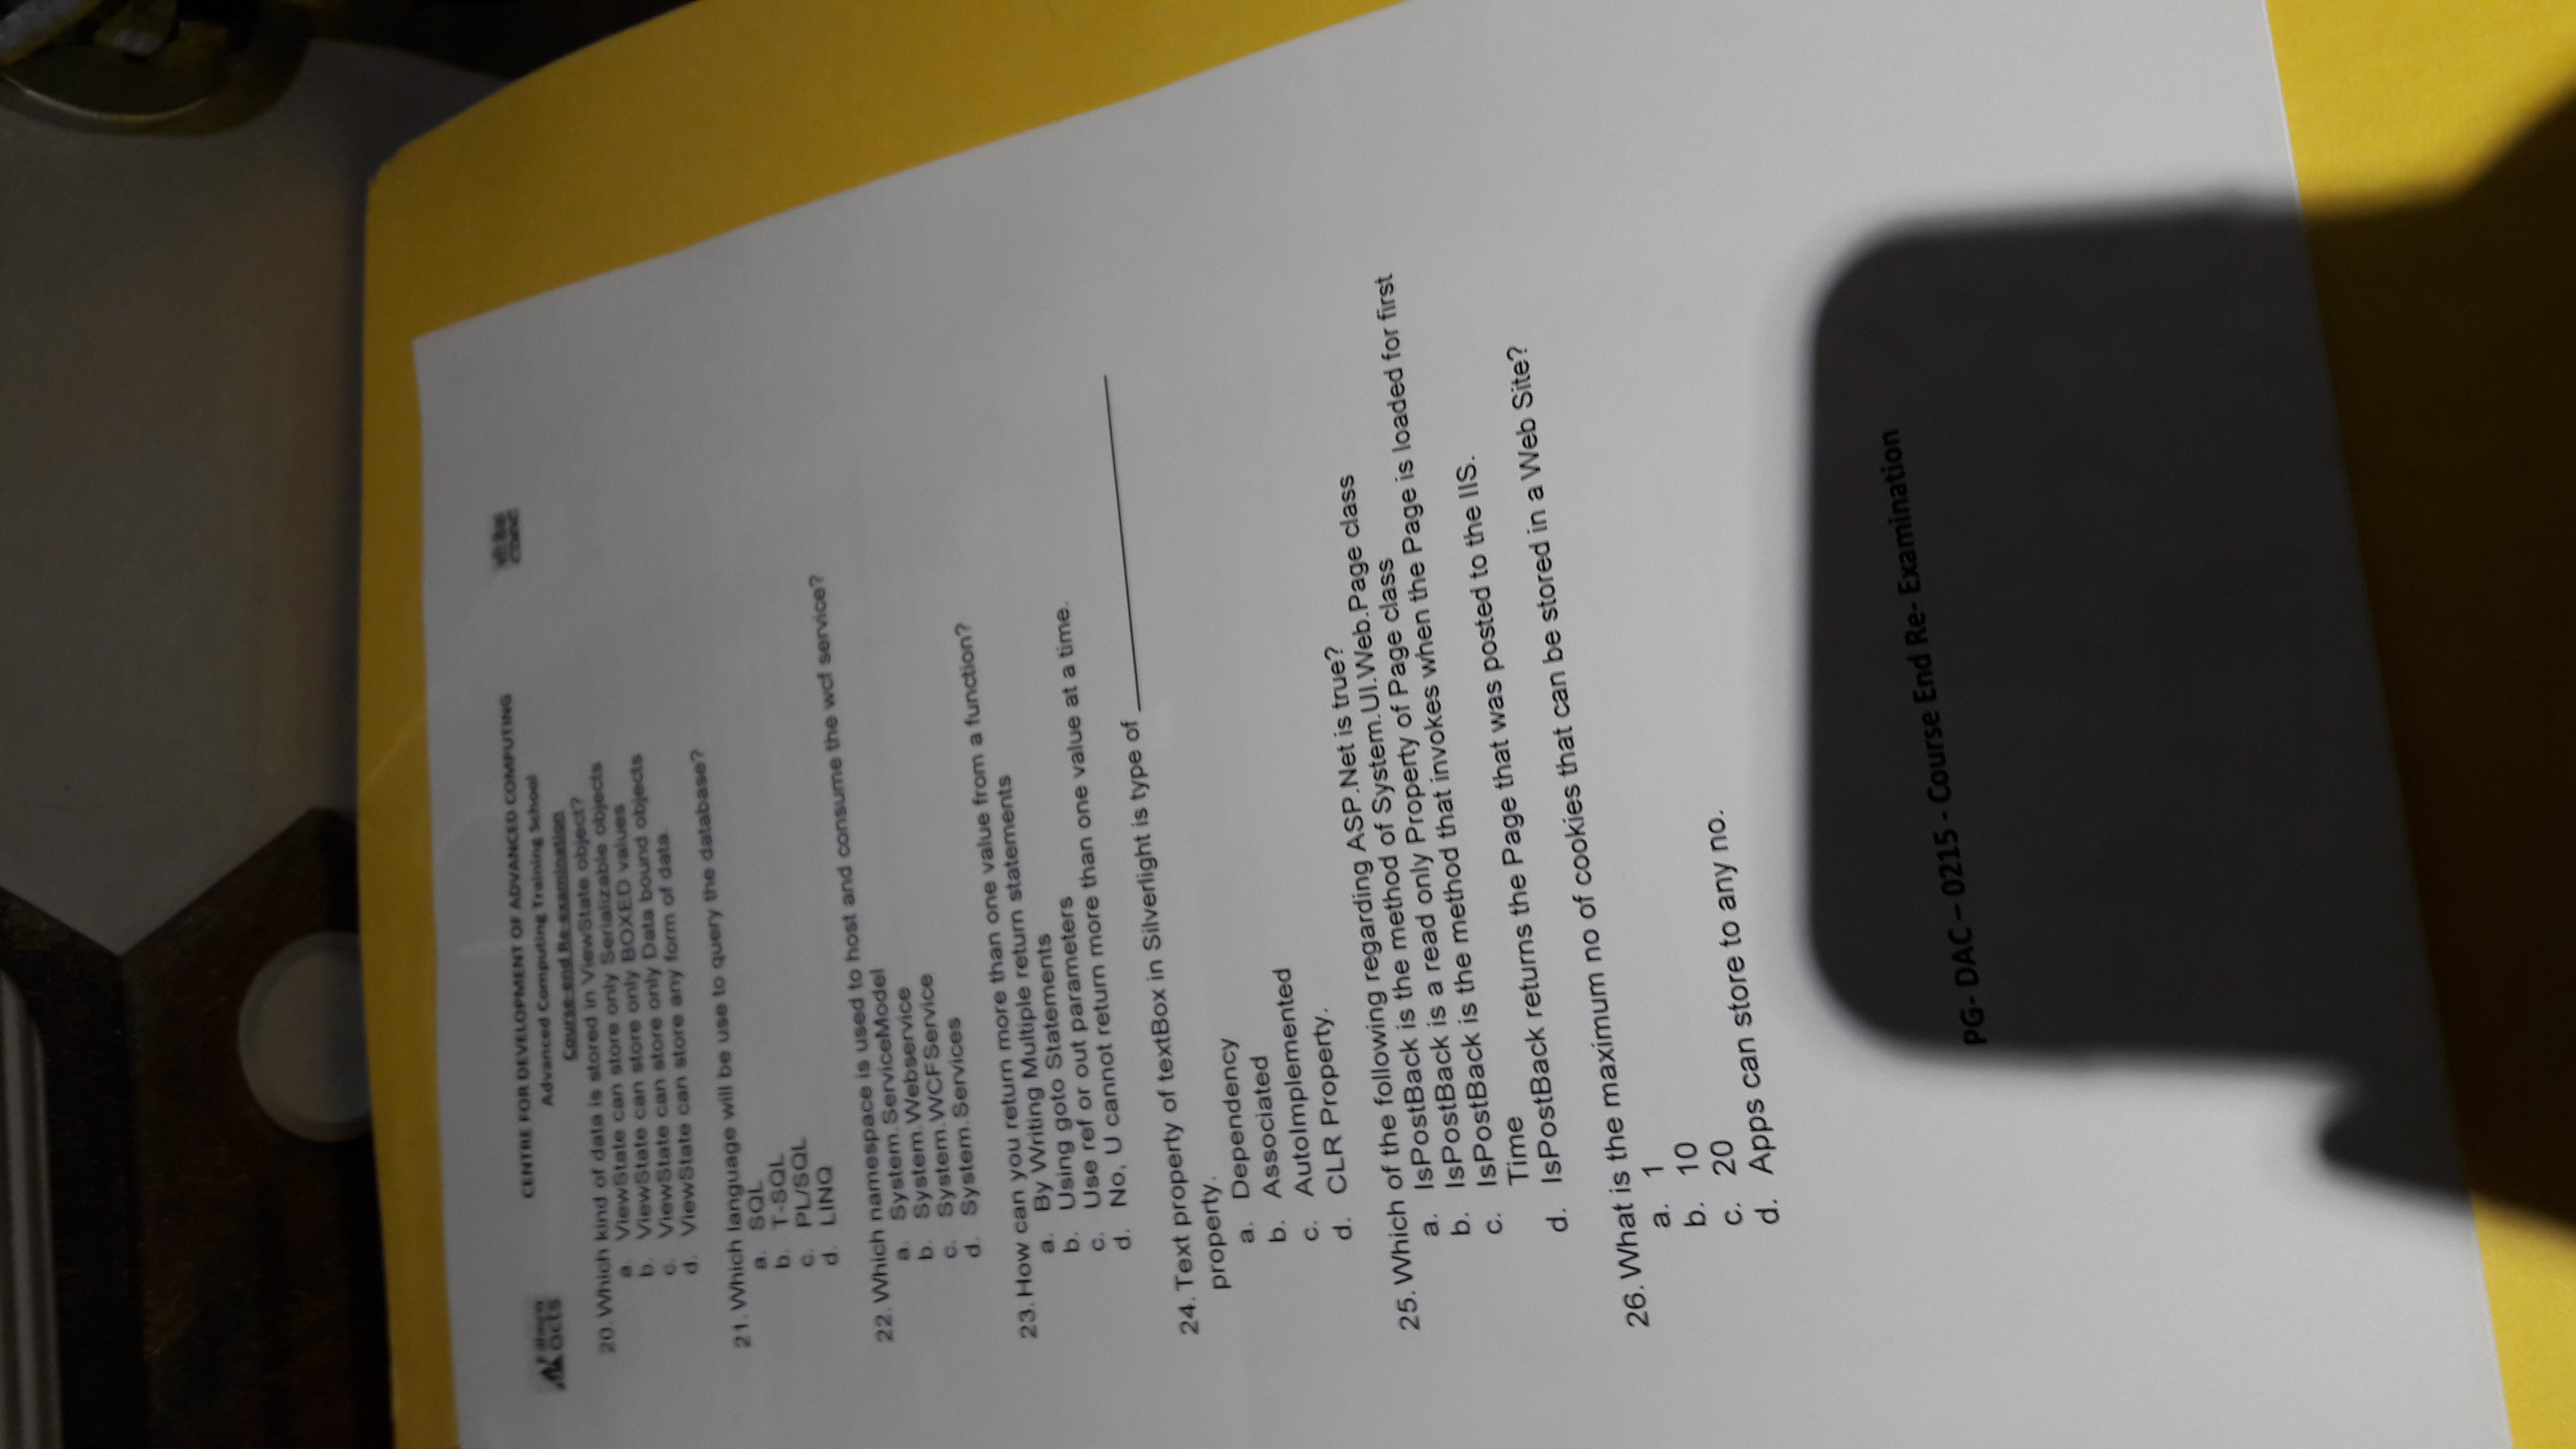 acts
CENTRE FOR DEVELOPMENT OF ADVANCED COMPUTING
Advanced Computing Training School
Course-end Re-examination
CDAC
20. Which kind of data is stored in ViewState object?
a. ViewState can store only Serializable objects
b. ViewState can store only BOXED values
c. ViewState can store only Data bound objects
d. ViewState can store any form of data.
21. Which language will be use to query the database?
a. SQL
b. T-SQL
c. PL/SQL
d. LINQ
22. Which namespace is used to host and consume the wcf service?
a. System.ServiceModel
b. System.Webservice
c. System.WCFService
d. System.Services
23. How can you return more than one value from a function?
a. By Writing Multiple return statements
b. Using goto Statements
c. Use ref or out parameters
d. No, U cannot return more than one value at a time.
24. Text property of textBox in Silverlight is type of ____________________
property.
a. Dependency
b. Associated
c. AutoImplemented
d. CLR Property.
25. Which of the following regarding ASP.Net is true?
a. IsPostBack is the method of System.UI.Web.Page class
b. IsPostBack is a read only Property of Page class
c. IsPostBack is the method that invokes when the Page is loaded for first
Time
d. IsPostBack returns the Page that was posted to the IIS.
26. What is the maximum no of cookies that can be stored in a Web Site?
a. 1
b. 10
c. 20
d. Apps can store to any no.
PG- DAC – 0215 - Course End Re- Examination